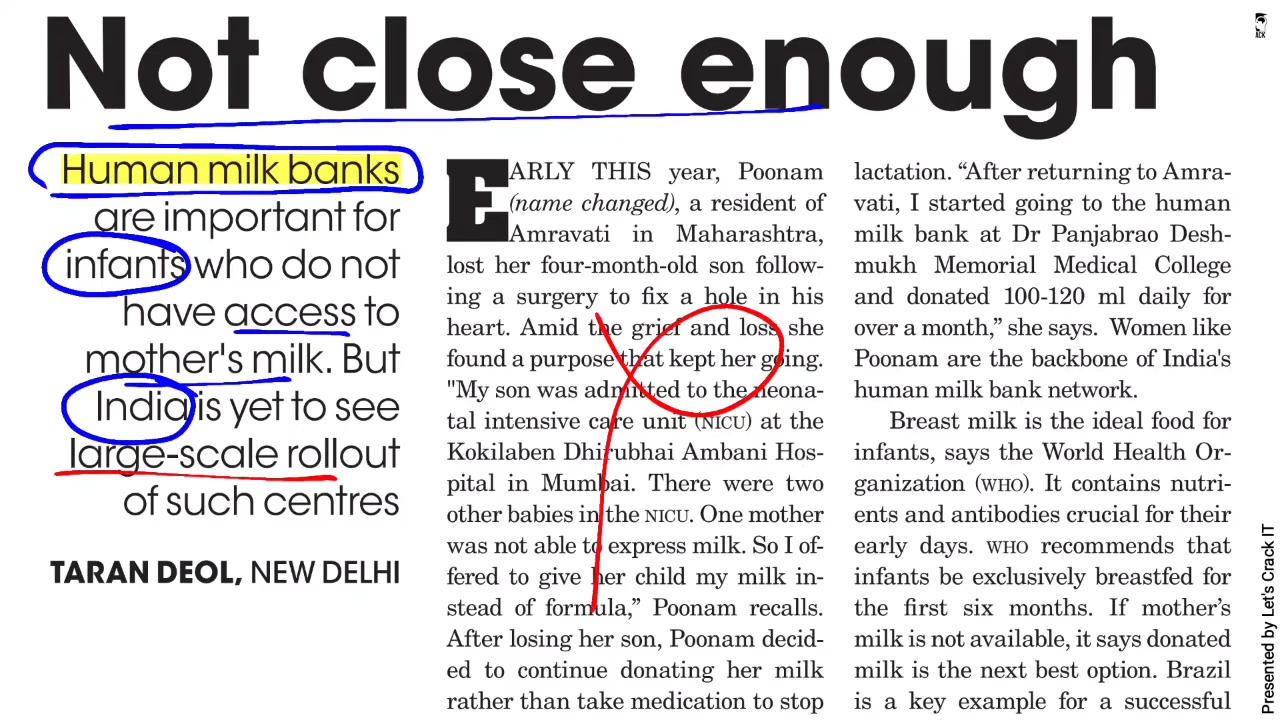 Not close enough
Human milk banks
are important for
infants who do not
have access to
mother's milk. But
India is yet to see
large-scale rollout
of such centres
TARAN DEOL, NEW DELHI
EARLY THIS year, Poonam
(name changed), a resident of
Amravati in Maharashtra,
lost her four-month-old son follow-
ing a surgery to fix a hole in his
heart. Amid the grief and loss she
found a purpose that kept her going.
"My son was admitted to the neona-
tal intensive care unit (NICU) at the
Kokilaben Dhirubhai Ambani Hos-
pital in Mumbai. There were two
other babies in the NICU. One mother
was not able to express milk. So I of-
fered to give her child my milk in-
stead of formula,” Poonam recalls.
After losing her son, Poonam decid-
ed to continue donating her milk
rather than take medication to stop
lactation. “After returning to Amra-
vati, I started going to the human
milk bank at Dr Panjabrao Desh-
mukh Memorial Medical College
and donated 100-120 ml daily for
over a month,” she says. Women like
Poonam are the backbone of India's
human milk bank network.
Breast milk is the ideal food for
infants, says the World Health Or-
ganization (WHO). It contains nutri-
ents and antibodies crucial for their
early days. WHO recommends that
infants be exclusively breastfed for
the first six months. If mother’s
milk is not available, it says donated
milk is the next best option. Brazil
is a key example for a successful
ACK
Presented by Let's Crack IT